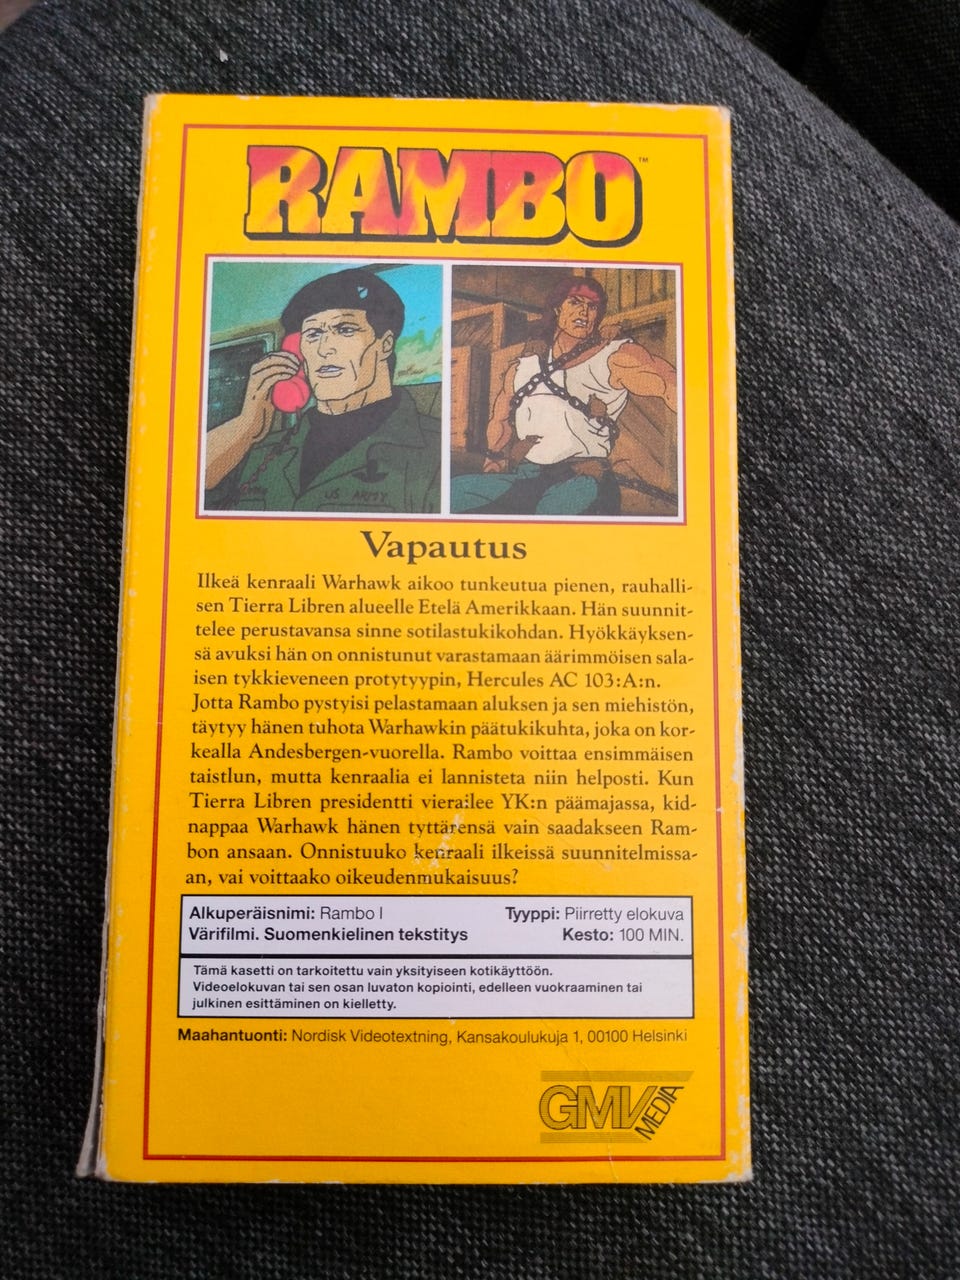 RAMBO™
US ARMY
Vapautus
Ilkeä kenraali Warhawk aikoo tunkeutua pienen, rauhalli-
sen Tierra Libren alueelle Etelä Amerikkaan. Hän suunnit-
telee perustavansa sinne sotilastukikohdan. Hyökkäyksen-
sä avuksi hän on onnistunut varastamaan äärimmöisen sala-
isen tykkieveneen protytyypin, Hercules AC 103:A:n.
Jotta Rambo pystyisi pelastamaan aluksen ja sen miehistön,
täytyy hänen tuhota Warhawkin päätukikuhta, joka on kor-
kealla Andesbergen-vuorella. Rambo voittaa ensimmäisen
taistlun, mutta kenraalia ei lannisteta niin helposti. Kun
Tierra Libren presidentti vierailee YK:n päämajassa, kid-
nappaa Warhawk hänen tyttärensä vain saadakseen Ram-
bon ansaan. Onnistuuko kenraali ilkeissä suunnitelmissa-
an, vai voittaako oikeudenmukaisuus?
Alkuperäisnimi: Rambo I Tyyppi: Piirretty elokuva
Värifilmi. Suomenkielinen tekstitys Kesto: 100 MIN.
Tämä kasetti on tarkoitettu vain yksityiseen kotikäyttöön.
Videoelokuvan tai sen osan luvaton kopiointi, edelleen vuokraaminen tai
julkinen esittäminen on kielletty.
Maahantuonti: Nordisk Videotextning, Kansakoulukuja 1, 00100 Helsinki
GMV MEDIA